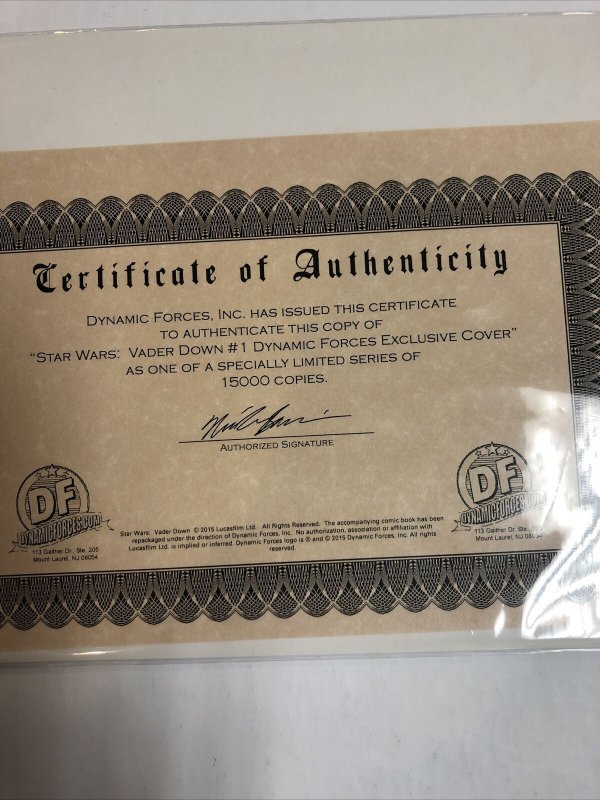 Certificate of Authenticity
DYNAMIC FORCES, INC. HAS ISSUED THIS CERTIFICATE
TO AUTHENTICATE THIS COPY OF
"STAR WARS: VADER DOWN #1 DYNAMIC FORCES EXCLUSIVE COVER"
AS ONE OF A SPECIALLY LIMITED SERIES OF
15000 COPIES.
AUTHORIZED SIGNATURE
DF
DYNAMICFORCES.COM
113 Gaither Dr., Ste. 205
Mount Laurel, NJ 08054
Star Wars: Vader Down © 2015 Lucasfilm Ltd. All Rights Reserved. The accompanying comic book has been
repackaged under the direction of Dynamic Forces, Inc. No authorization, association or affiliation with
Lucasfilm Ltd. is implied or inferred. Dynamic Forces logo is ® and © 2015 Dynamic Forces, Inc. All rights
reserved.
DF
DYNAMICFORCES.COM
113 Gaither Dr., Ste. 205
Mount Laurel, NJ 08054